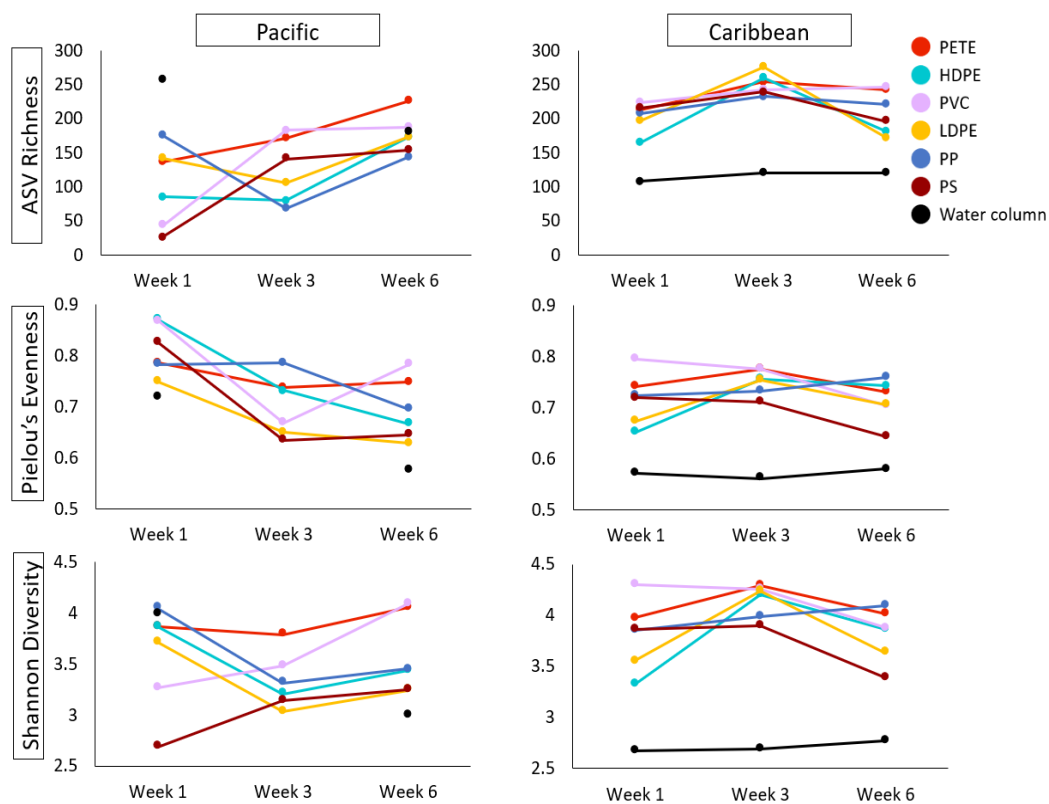 Pacific
Caribbean
ASV Richness
300
250
200
150
100
50
0
Week 1
Week 3
Week 6
300
250
200
150
100
50
0
Week 1
Week 3
Week 6
PETE
HDPE
PVC
LDPE
PP
PS
Water column
Pielou's Evenness
0.9
0.8
0.7
0.6
0.5
Week 1
Week 3
Week 6
0.9
0.8
0.7
0.6
0.5
Week 1
Week 3
Week 6
Shannon Diversity
4.5
4
3.5
3
2.5
Week 1
Week 3
Week 6
4.5
4
3.5
3
2.5
Week 1
Week 3
Week 6